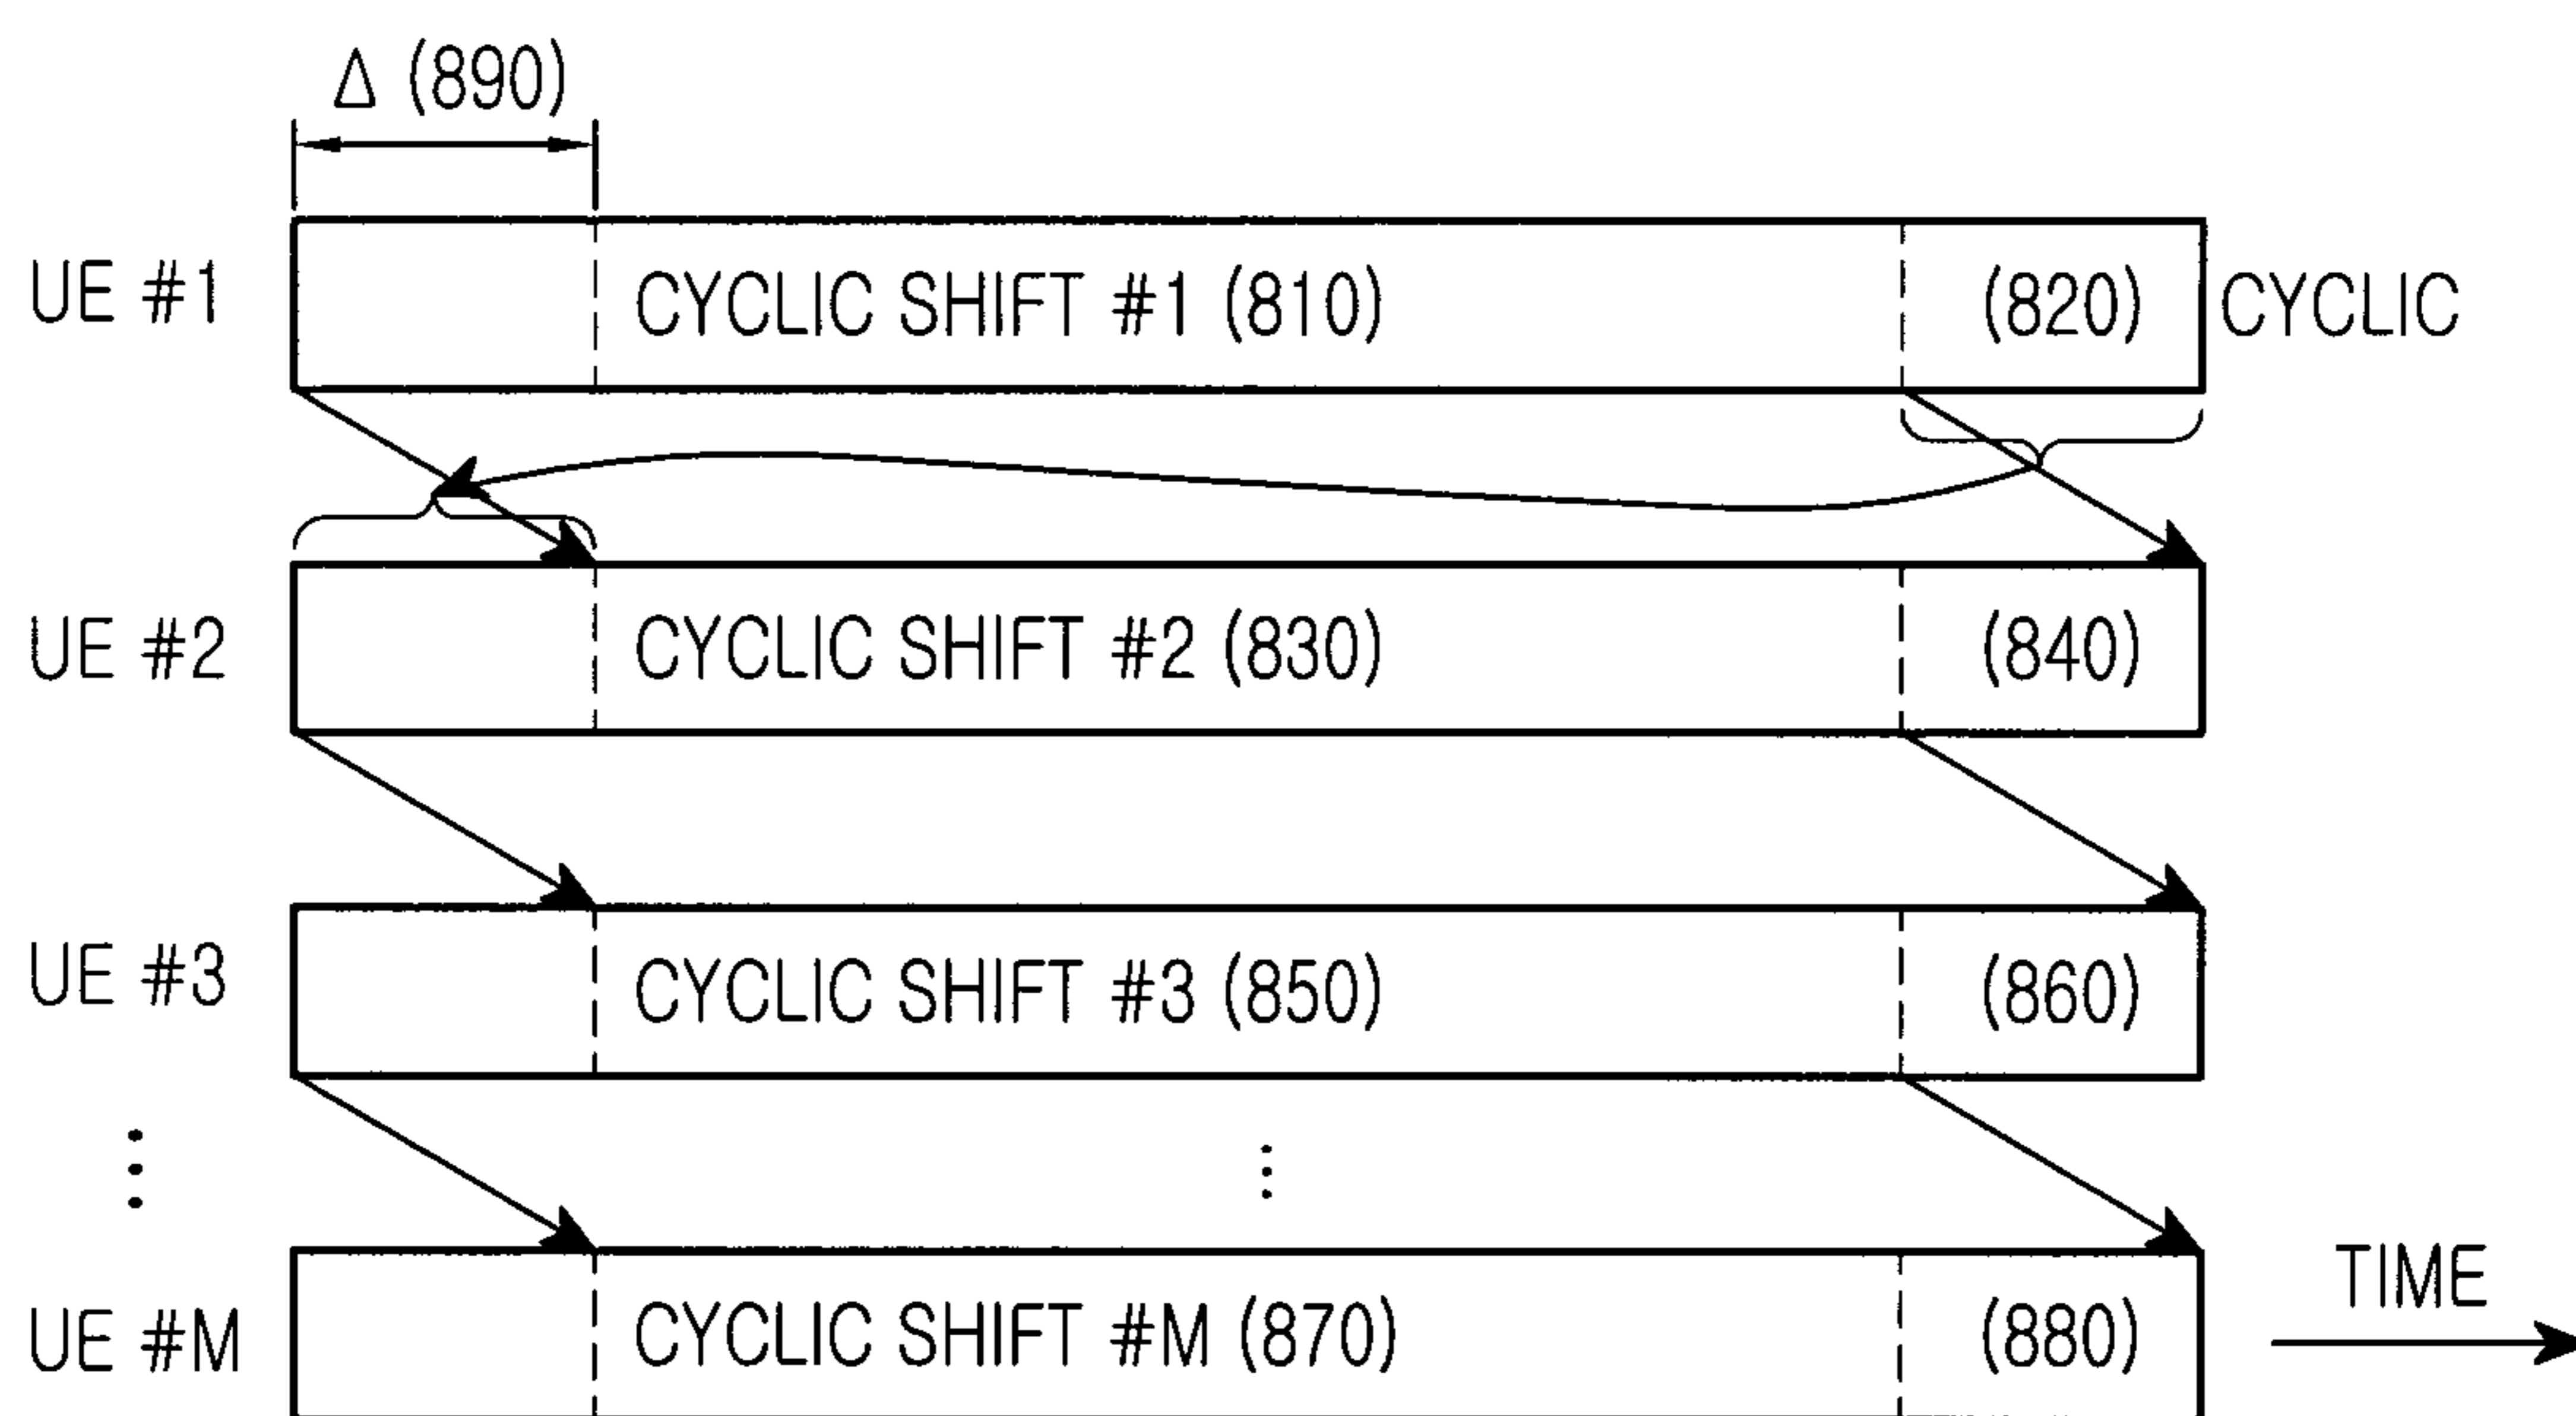 Δ (890)
UE #1 CYCLIC SHIFT #1 (810) (820) CYCLIC
UE #2 CYCLIC SHIFT #2 (830) (840)
UE #3 CYCLIC SHIFT #3 (850) (860)
UE #M CYCLIC SHIFT #M (870) (880) TIME